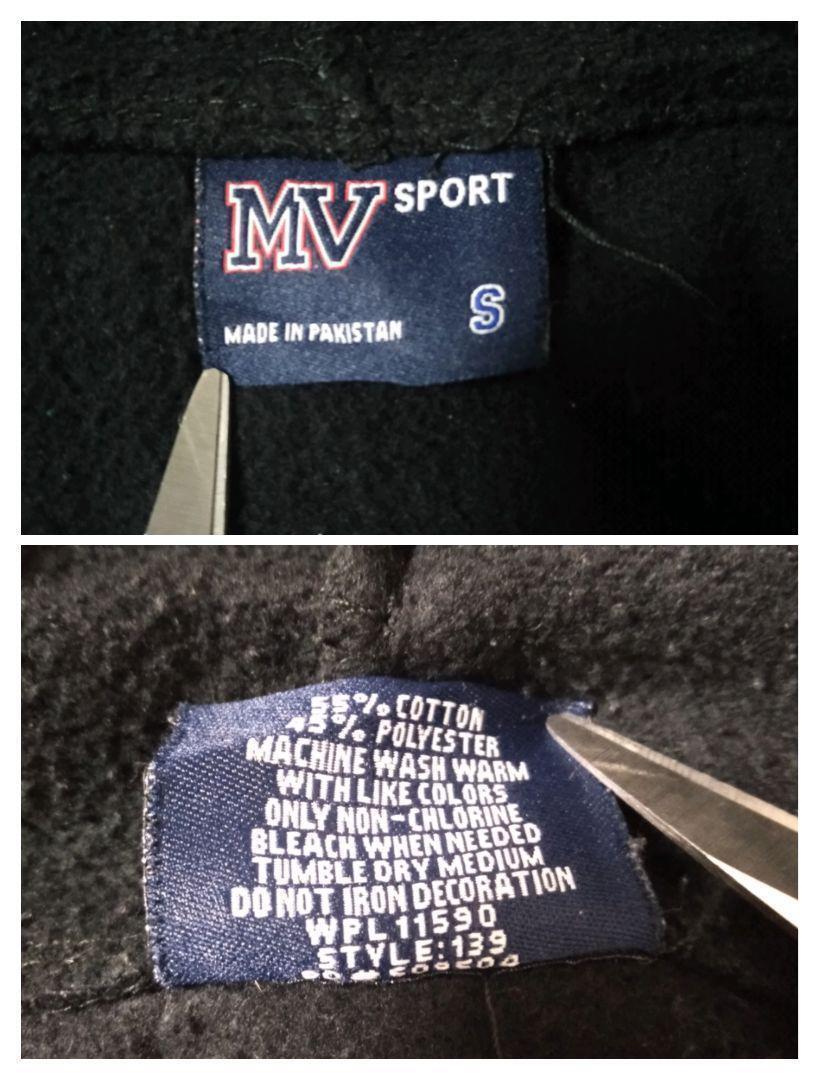 MV SPORT
S
MADE IN PAKISTAN
55% COTTON
45% POLYESTER
MACHINE WASH WARM
WITH LIKE COLORS
ONLY NON-CHLORINE
BLEACH WHEN NEEDED
TUMBLE DRY MEDIUM
DO NOT IRON DECORATION
WPL 11590
STYLE:139